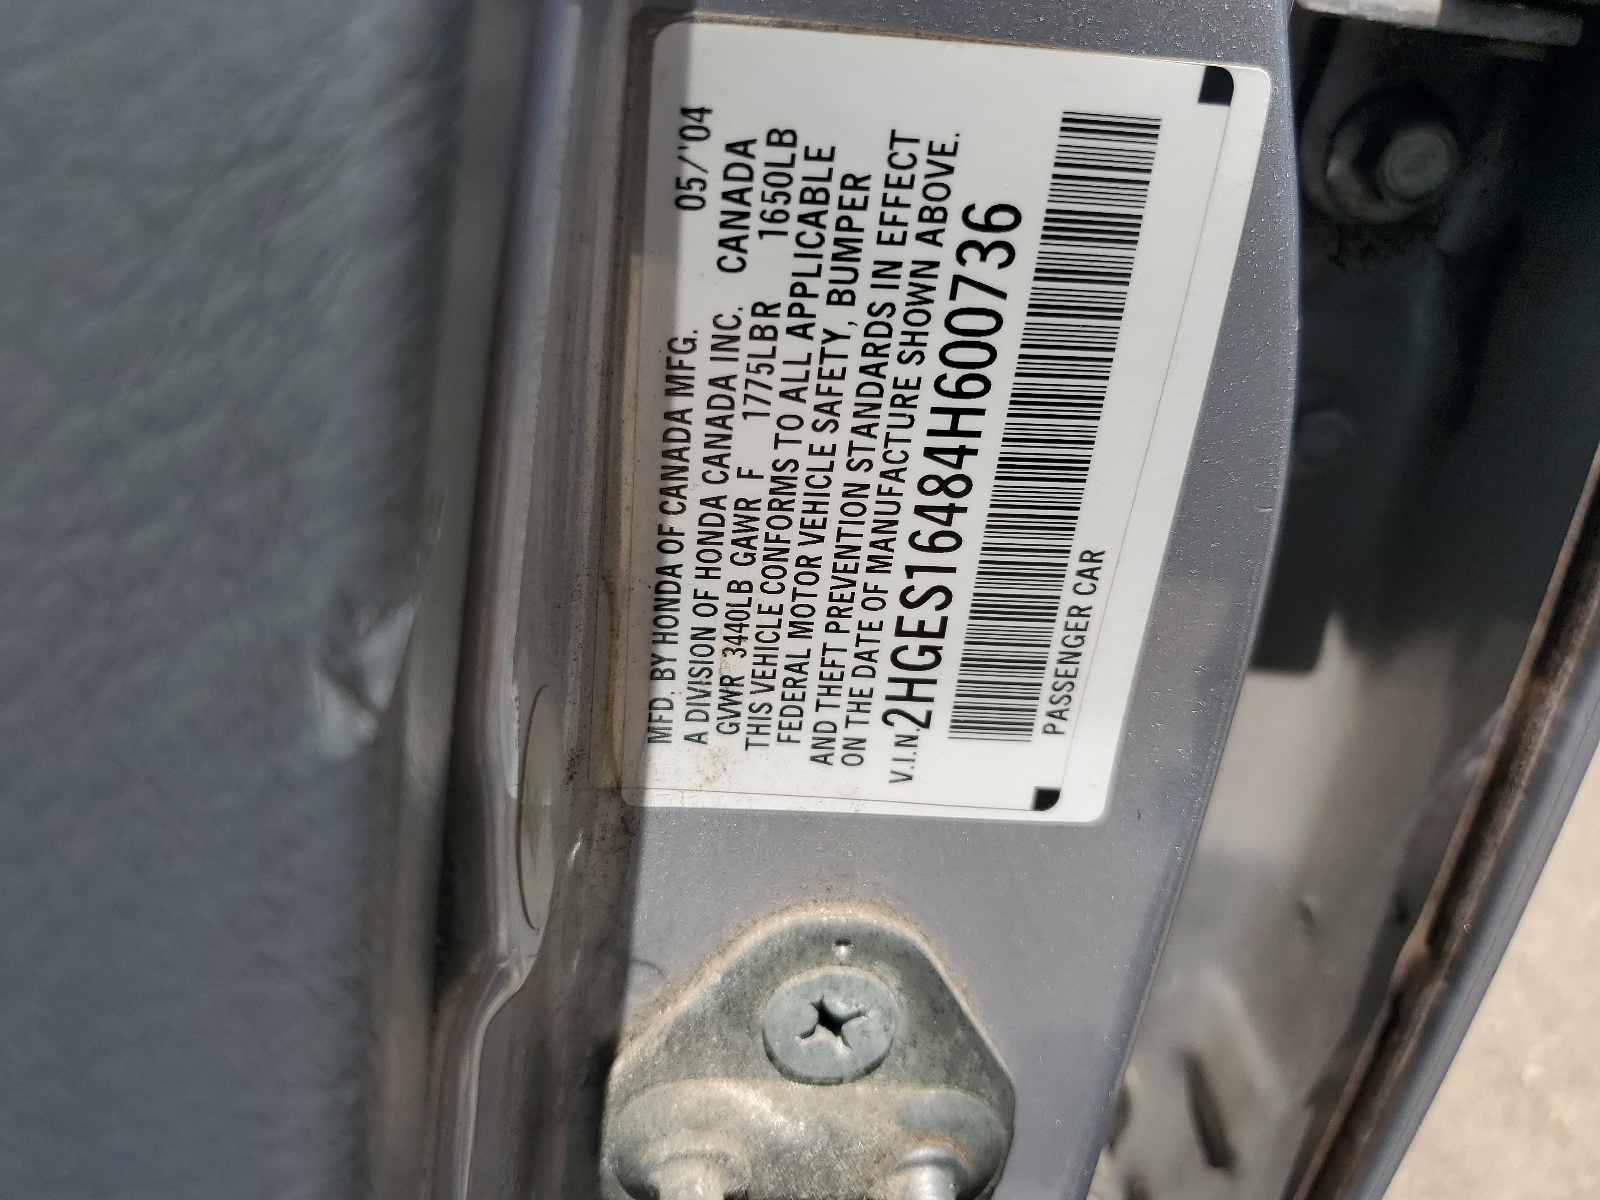 MFD. BY HONDA OF CANADA MFG. 05/'04
A DIVISION OF HONDA CANADA INC. CANADA
GVWR 3440LB GAWR F 1775LBR 1650LB
THIS VEHICLE CONFORMS TO ALL APPLICABLE
FEDERAL MOTOR VEHICLE SAFETY, BUMPER
AND THEFT PREVENTION STANDARDS IN EFFECT
ON THE DATE OF MANUFACTURE SHOWN ABOVE.
V.I.N. 2HGES16484H600736
PASSENGER CAR